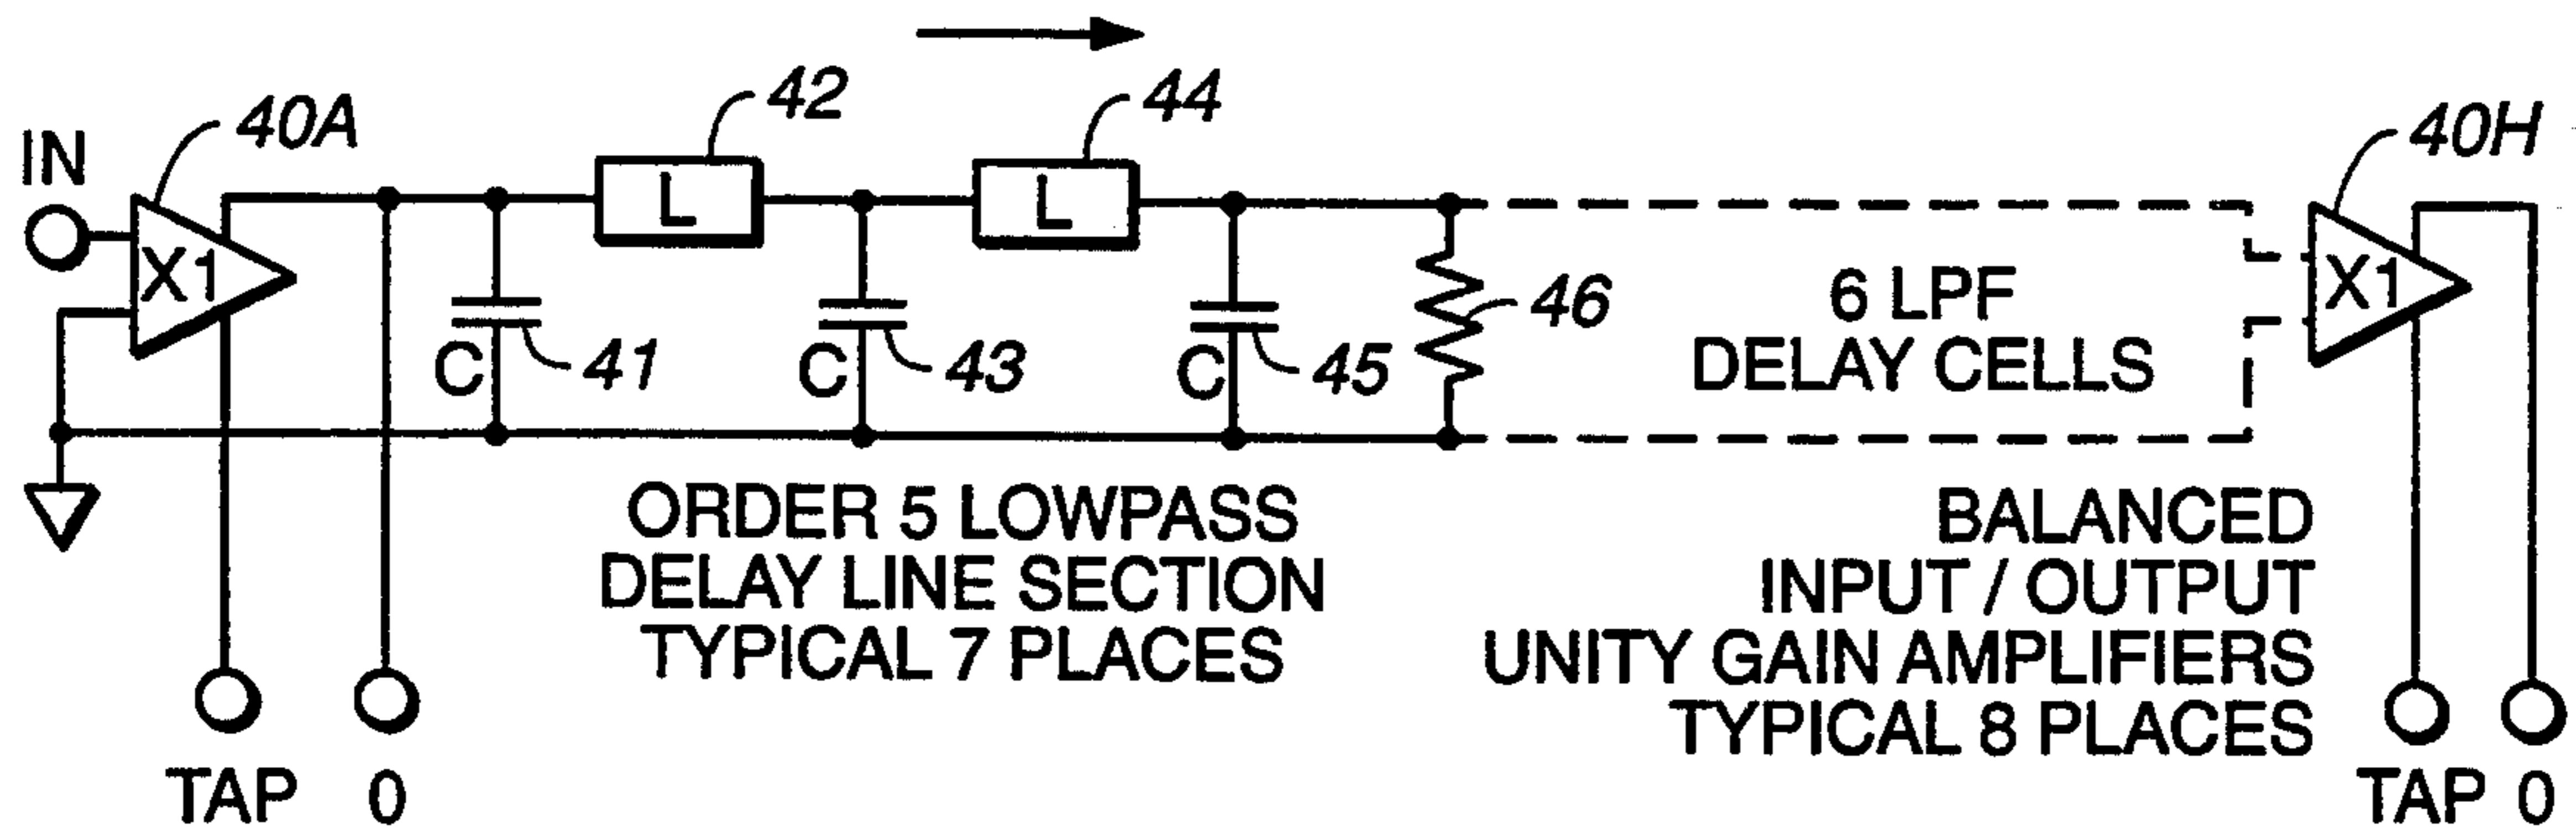 IN
40A
X1
42
L
44
L
40H
X1
C
41
C
43
C
45
46
6 LPF
DELAY CELLS
ORDER 5 LOWPASS
DELAY LINE SECTION
TYPICAL 7 PLACES
BALANCED
INPUT / OUTPUT
UNITY GAIN AMPLIFIERS
TYPICAL 8 PLACES
TAP 0
TAP 0